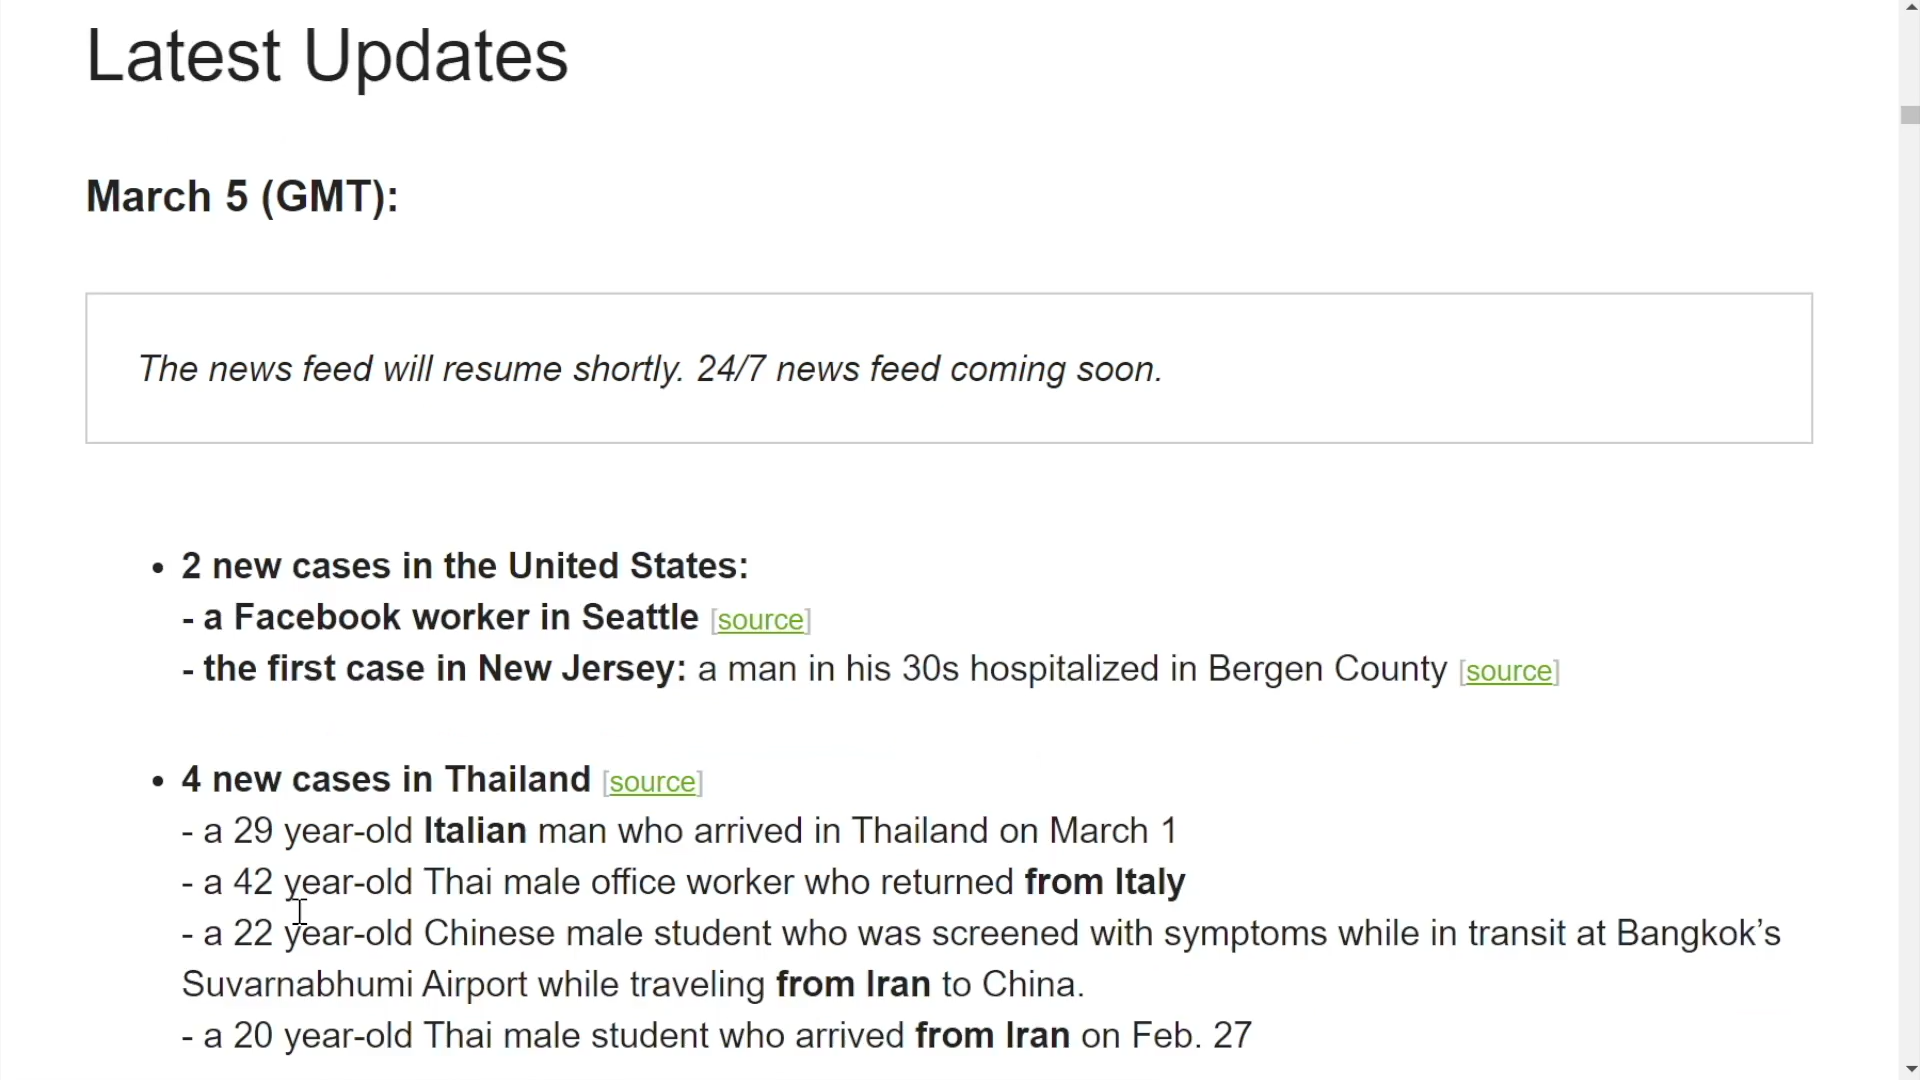 Latest Updates
March 5 (GMT):
The news feed will resume shortly. 24/7 news feed coming soon.
• 2 new cases in the United States:
- a Facebook worker in Seattle [source]
- the first case in New Jersey: a man in his 30s hospitalized in Bergen County [source]
• 4 new cases in Thailand [source]
- a 29 year-old Italian man who arrived in Thailand on March 1
- a 42 year-old Thai male office worker who returned from Italy
- a 22 year-old Chinese male student who was screened with symptoms while in transit at Bangkok’s
Suvarnabhumi Airport while traveling from Iran to China.
- a 20 year-old Thai male student who arrived from Iran on Feb. 27